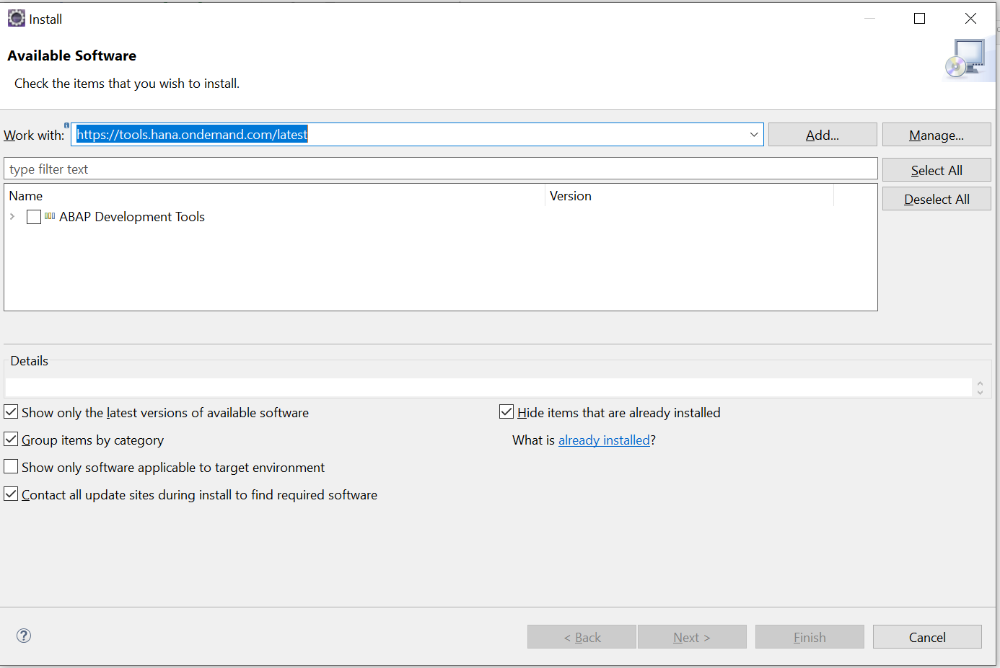 Install
Available Software
Check the items that you wish to install.
Work with: https://tools.hana.ondemand.com/latest Add... Manage...
type filter text Select All
Name Version Deselect All
ABAP Development Tools
Details
Show only the latest versions of available software Hide items that are already installed
Group items by category What is already installed?
Show only software applicable to target environment
Contact all update sites during install to find required software
? < Back Next > Finish Cancel